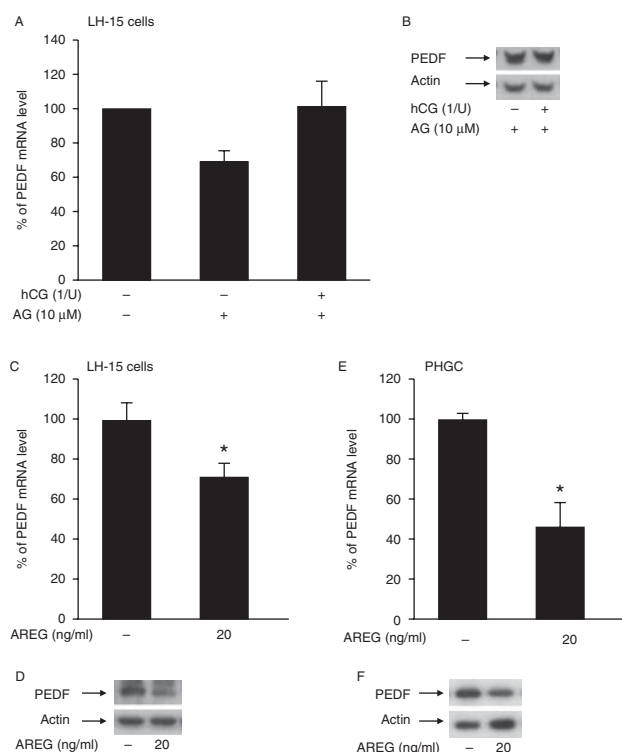 A LH-15 cells
% of PEDF mRNA level
120
100
80
60
40
20
0
hCG (1/U) – – +
AG (10 μM) – + +
B
PEDF
Actin
hCG (1/U) – +
AG (10 μM) + +
C LH-15 cells
% of PEDF mRNA level
120
100
80
60
40
20
0
*
AREG (ng/ml) – 20
D
PEDF
Actin
AREG (ng/ml) – 20
E PHGC
% of PEDF mRNA level
120
100
80
60
40
20
0
*
AREG (ng/ml) – 20
F
PEDF
Actin
AREG (ng/ml) – 20